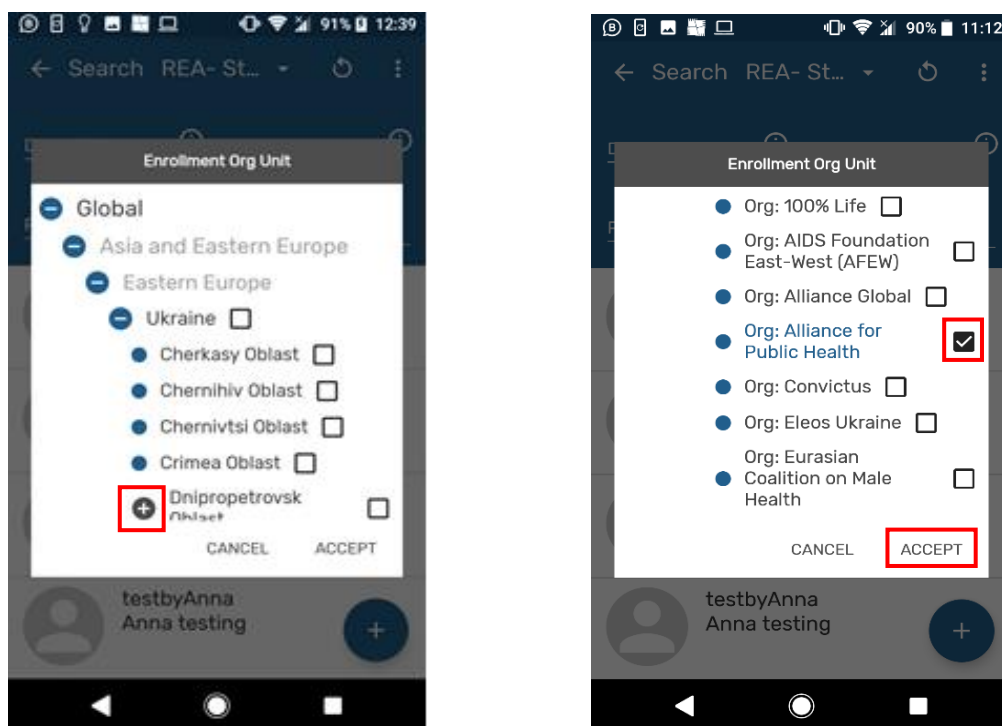 91% 12:39
Search REA- St...
Enrollment Org Unit
Global
Asia and Eastern Europe
Eastern Europe
Ukraine
Cherkasy Oblast
Chernihiv Oblast
Chernivtsi Oblast
Crimea Oblast
Dnipropetrovsk
Oblast
CANCEL ACCEPT
testbyAnna
Anna testing
90% 11:12
Search REA- St...
Enrollment Org Unit
Org: 100% Life
Org: AIDS Foundation
East-West (AFEW)
Org: Alliance Global
Org: Alliance for
Public Health
Org: Convictus
Org: Eleos Ukraine
Org: Eurasian
Coalition on Male
Health
CANCEL ACCEPT
testbyAnna
Anna testing